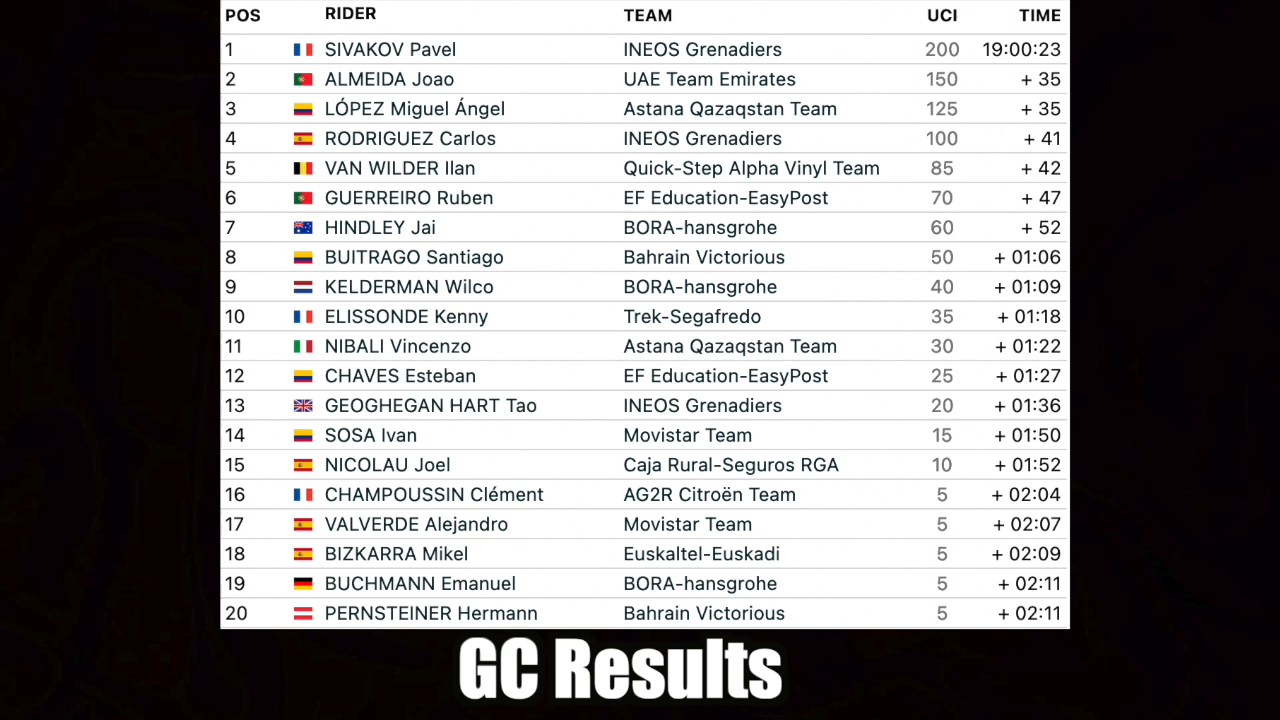 POS RIDER TEAM UCI TIME
1 SIVAKOV Pavel INEOS Grenadiers 200 19:00:23
2 ALMEIDA Joao UAE Team Emirates 150 + 35
3 LÓPEZ Miguel Ángel Astana Qazaqstan Team 125 + 35
4 RODRIGUEZ Carlos INEOS Grenadiers 100 + 41
5 VAN WILDER Ilan Quick-Step Alpha Vinyl Team 85 + 42
6 GUERREIRO Ruben EF Education-EasyPost 70 + 47
7 HINDLEY Jai BORA-hansgrohe 60 + 52
8 BUITRAGO Santiago Bahrain Victorious 50 + 01:06
9 KELDERMAN Wilco BORA-hansgrohe 40 + 01:09
10 ELISSONDE Kenny Trek-Segafredo 35 + 01:18
11 NIBALI Vincenzo Astana Qazaqstan Team 30 + 01:22
12 CHAVES Esteban EF Education-EasyPost 25 + 01:27
13 GEOGHEGAN HART Tao INEOS Grenadiers 20 + 01:36
14 SOSA Ivan Movistar Team 15 + 01:50
15 NICOLAU Joel Caja Rural-Seguros RGA 10 + 01:52
16 CHAMPOUSSIN Clément AG2R Citroën Team 5 + 02:04
17 VALVERDE Alejandro Movistar Team 5 + 02:07
18 BIZKARRA Mikel Euskaltel-Euskadi 5 + 02:09
19 BUCHMANN Emanuel BORA-hansgrohe 5 + 02:11
20 PERNSTEINER Hermann Bahrain Victorious 5 + 02:11
GC Results